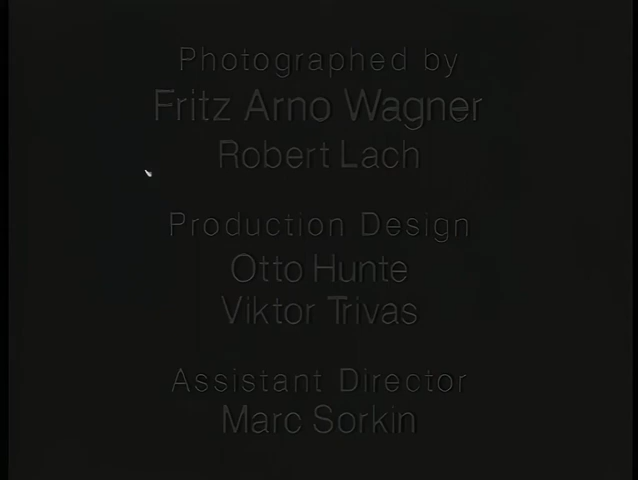 Photographed by
Fritz Arno Wagner
Robert Lach
Production Design
Otto Hunte
Viktor Trivas
Assistant Director
Marc Sorkin